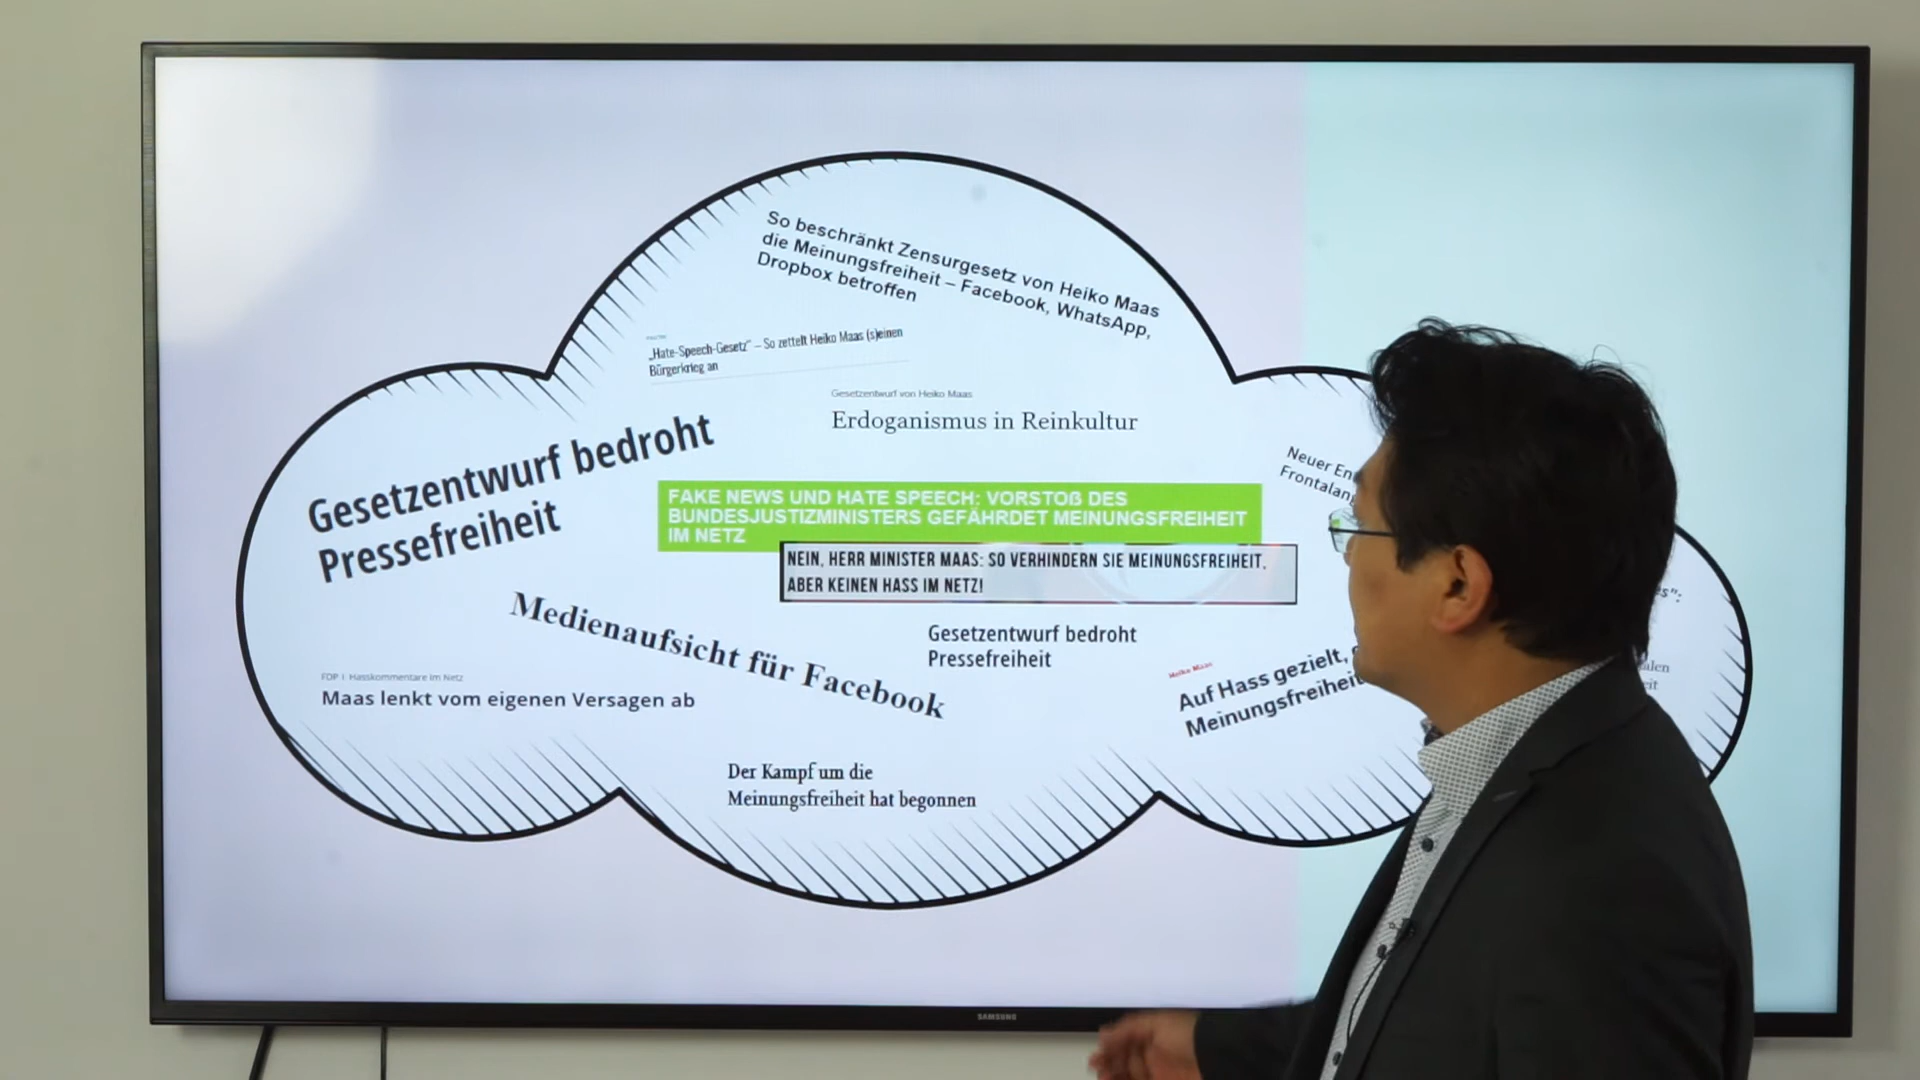 So beschränkt Zensurgesetz von Heiko Maas
die Meinungsfreiheit – Facebook, WhatsApp,
Dropbox betroffen
„Hate-Speech-Gesetz“ – So zettelt Heiko Maas (s)einen
Bürgerkrieg an
Gesetzentwurf von Heiko Maas
Erdoganismus in Reinkultur
Gesetzentwurf bedroht
Pressefreiheit
Neuer
FAKE NEWS UND HATE SPEECH: VORSTOß DES
BUNDESJUSTIZMINISTERS GEFÄHRDET MEINUNGSFREIHEIT
IM NETZ
NEIN, HERR MINISTER MAAS: SO VERHINDERN SIE MEINUNGSFREIHEIT,
ABER KEINEN HASS IM NETZ!
Medienaufsicht für Facebook
Gesetzentwurf bedroht
Pressefreiheit
FDP I: Hasskommentare im Netz
Maas lenkt vom eigenen Versagen ab
Heiko Maas
Auf Hass gezielt,
Meinungsfreiheit
Der Kampf um die
Meinungsfreiheit hat begonnen
SAMSUNG